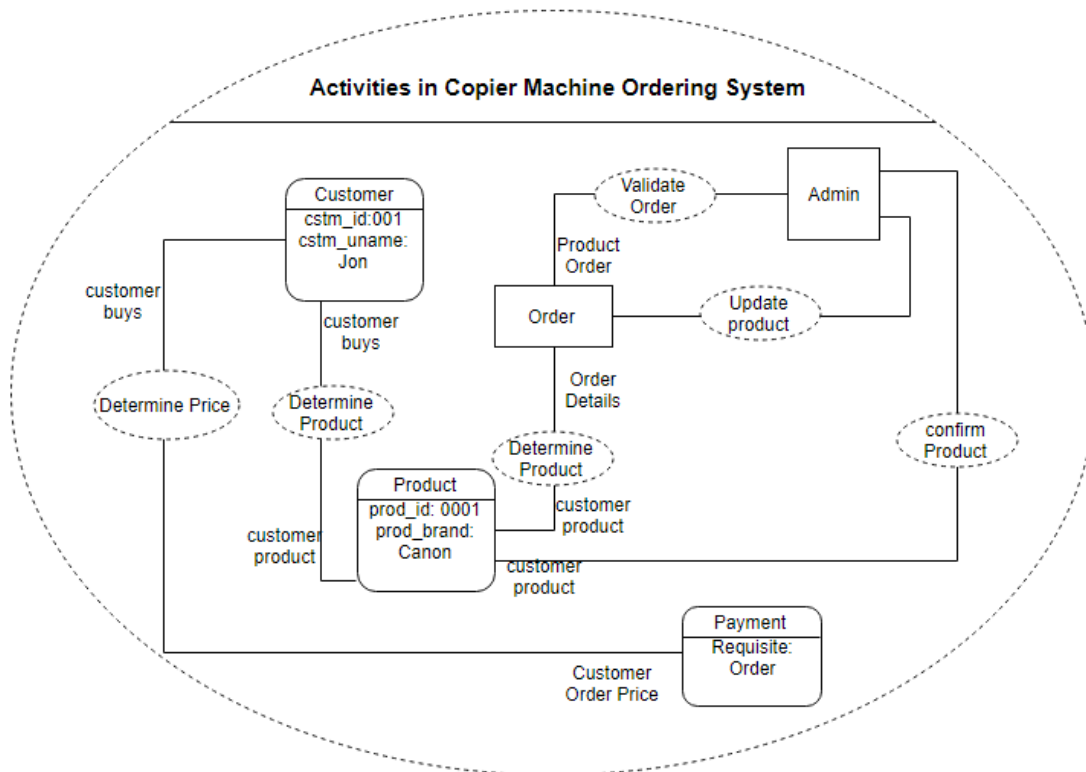 Activities in Copier Machine Ordering System
Customer
cstm_id:001
cstm_uname:
Jon
Validate
Order
Admin
Product
Order
customer
buys
customer
buys
Order
Update
product
Determine Price
Determine
Product
Order
Details
Determine
Product
confirm
Product
Product
prod_id: 0001
prod_brand:
Canon
customer
product
customer
product
customer
product
Payment
Requisite:
Order
Customer
Order Price